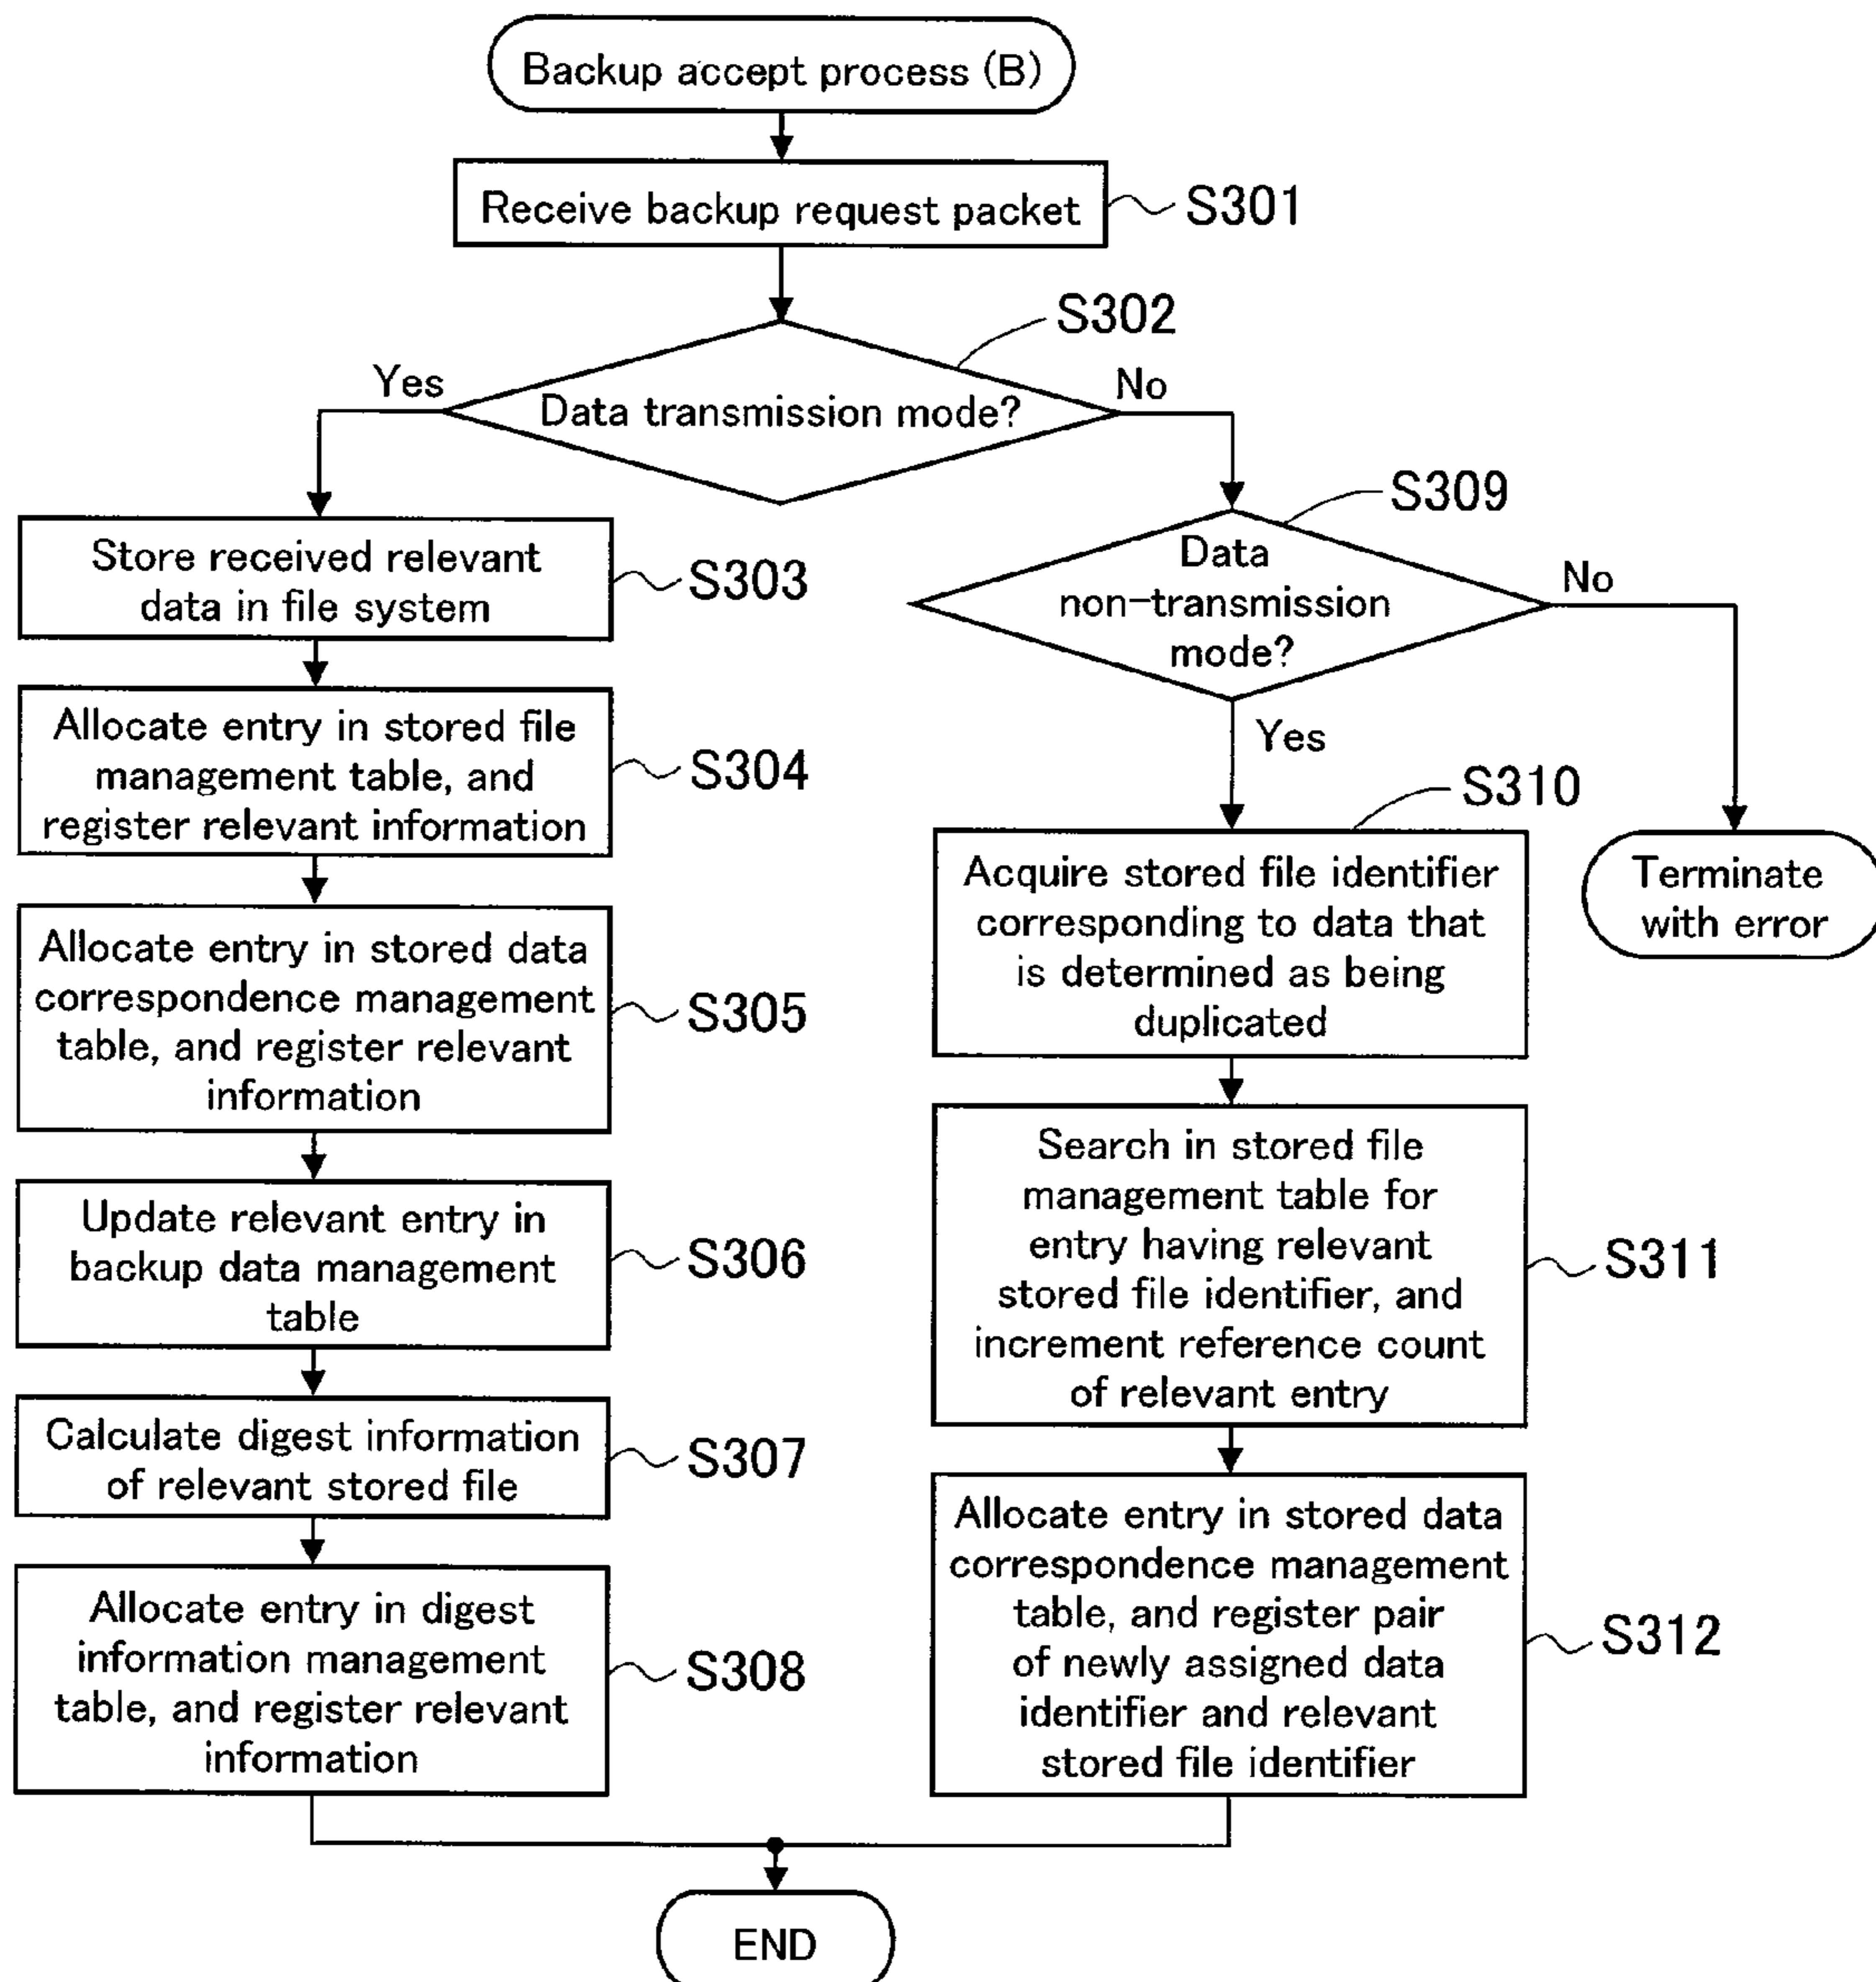 Backup accept process (B)
Receive backup request packet
S301
S302
Yes
Data transmission mode?
No
Store received relevant
data in file system
S303
Allocate entry in stored file
management table, and
register relevant information
S304
Allocate entry in stored data
correspondence management
table, and register relevant
information
S305
Update relevant entry in
backup data management
table
S306
Calculate digest information
of relevant stored file
S307
Allocate entry in digest
information management
table, and register relevant
information
S308
S309
Data
non-transmission
mode?
No
Yes
Terminate
with error
S310
Acquire stored file identifier
corresponding to data that
is determined as being
duplicated
Search in stored file
management table for
entry having relevant
stored file identifier, and
increment reference count
of relevant entry
S311
Allocate entry in stored data
correspondence management
table, and register pair
of newly assigned data
identifier and relevant
stored file identifier
S312
END